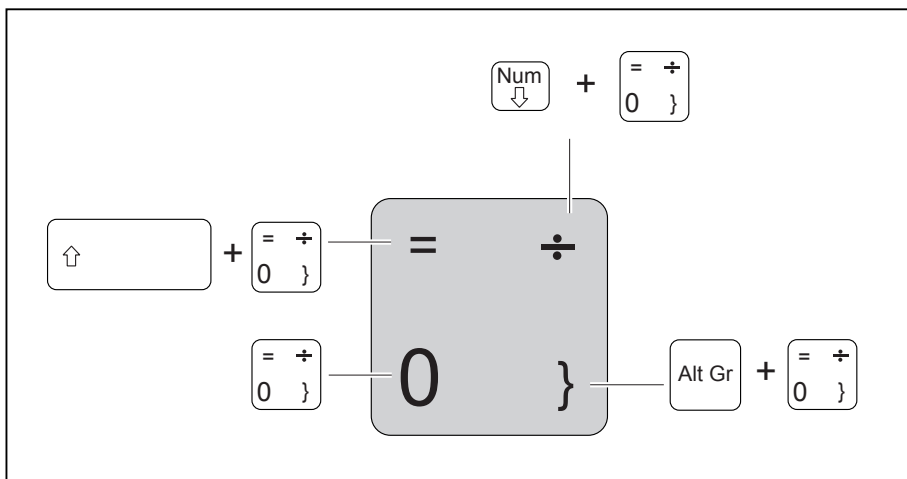 Num + = ÷
0 }
+ = ÷
0 }
= ÷
0 }
= ÷
0 }
Alt Gr + = ÷
0 }